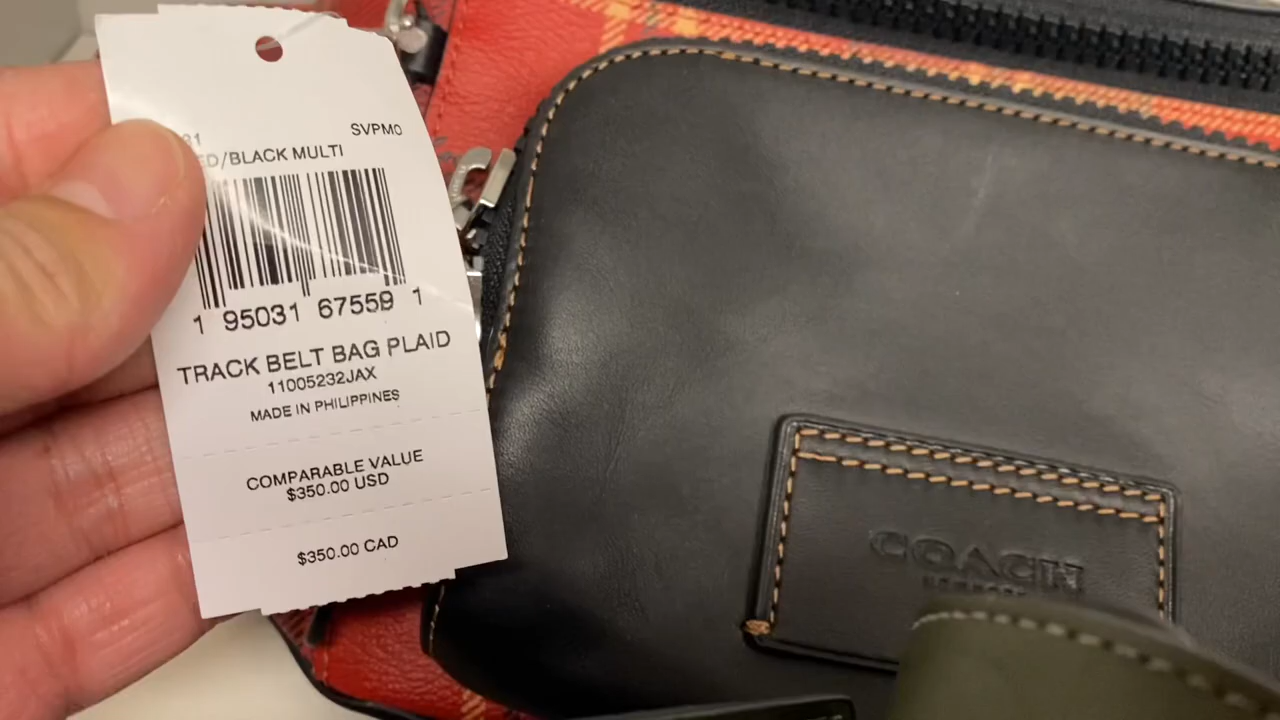 SVPM0
/BLACK MULTI
1 95031 67559 1
TRACK BELT BAG PLAID
11005232JAX
MADE IN PHILIPPINES
COMPARABLE VALUE
$350.00 USD
$350.00 CAD
COACH